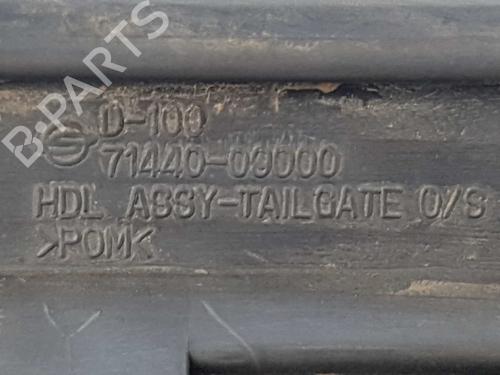 B-PARTS
D-100
71440-09000
HDL ASSY-TAILGATE O/S
>POM<